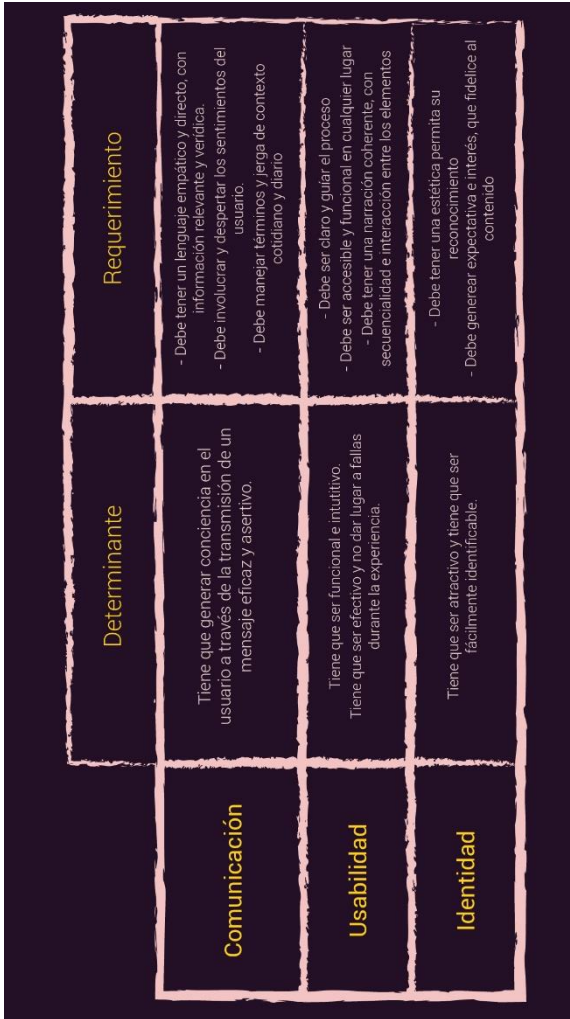 Determinante
Requerimiento
Comunicación
Tiene que generar conciencia en el
usuario a través de la transmisión de un
mensaje eficaz y asertivo.
- Debe tener un lenguaje empático y directo, con
información relevante y verídica.
- Debe involucrar y despertar los sentimientos del
usuario.
- Debe manejar términos y jerga de contexto
cotidiano y diario
Usabilidad
Tiene que ser funcional e intutitivo.
Tiene que ser efectivo y no dar lugar a fallas
durante la experiencia.
- Debe ser claro y guíar el proceso
- Debe ser accesible y funcional en cualquier lugar
- Debe tener una narración coherente, con
secuencialidad e interacción entre los elementos
Identidad
Tiene que ser atractivo y tiene que ser
fácilmente identificable.
- Debe tener una estética permita su
reconocimiento
- Debe generear expectativa e interés, que fidelice al
contenido